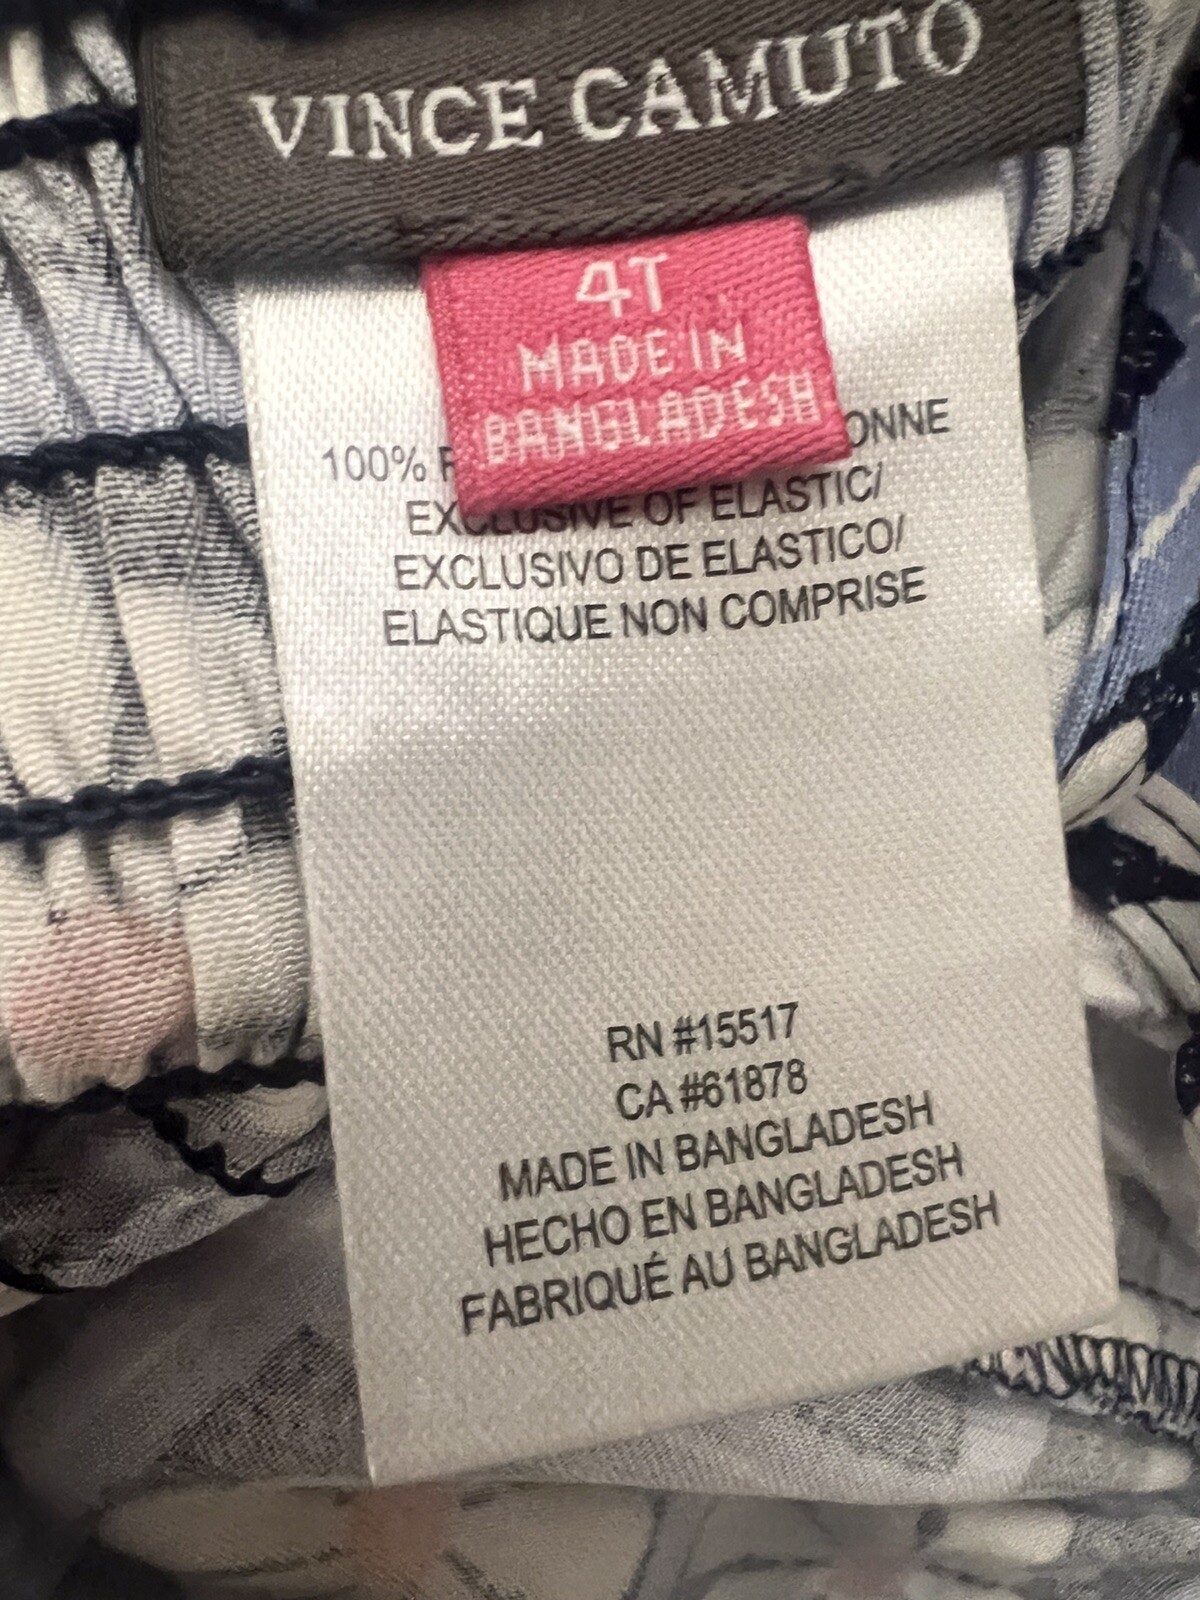 VINCE CAMUTO
4T
MADE IN
BANGLADESH
100%
EXCLUSIVE OF ELASTIC/
EXCLUSIVO DE ELASTICO/
ELASTIQUE NON COMPRISE
RN #15517
CA #61878
MADE IN BANGLADESH
HECHO EN BANGLADESH
FABRIQUÉ AU BANGLADESH